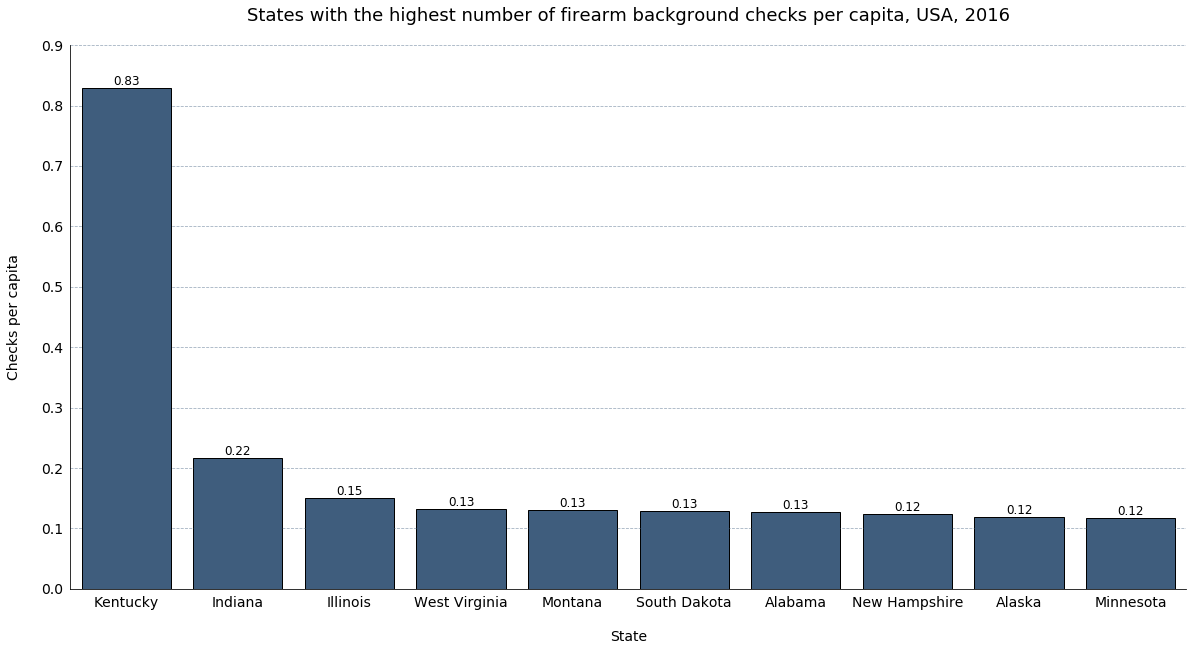 States with the highest number of firearm background checks per capita, USA, 2016
0.9
0.8
0.7
0.6
0.5
0.4
0.3
0.2
0.1
0.0
Checks per capita
0.83
0.22
0.15
0.13
0.13
0.13
0.13
0.12
0.12
0.12
Kentucky
Indiana
Illinois
West Virginia
Montana
South Dakota
Alabama
New Hampshire
Alaska
Minnesota
State